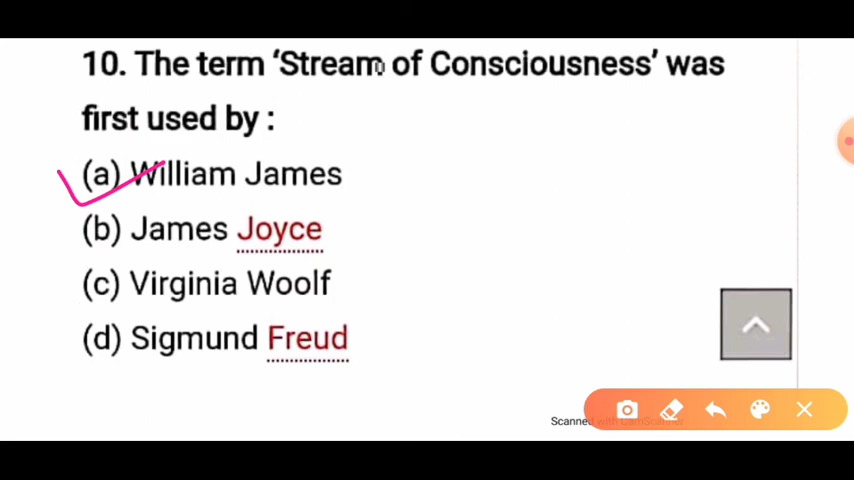 10. The term ‘Stream of Consciousness’ was
first used by :
(a) William James
(b) James Joyce
(c) Virginia Woolf
(d) Sigmund Freud
Scanned with CamScanner